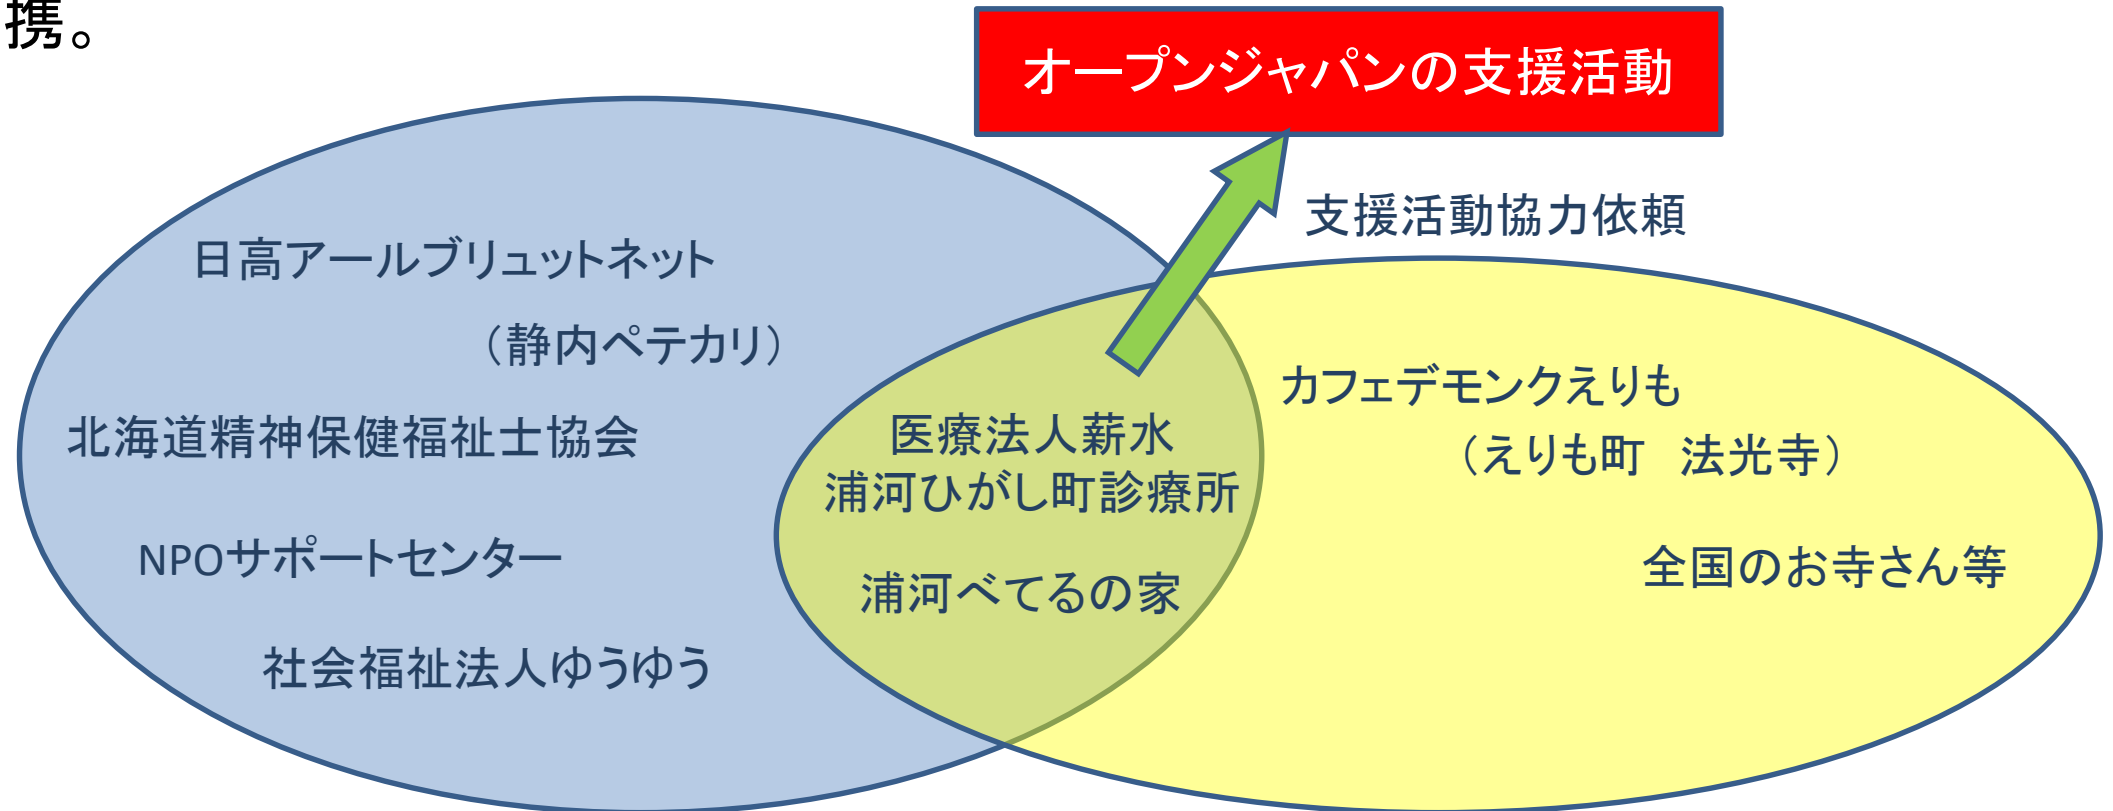 携。
オープンジャパンの支援活動
支援活動協力依頼
日高アールブリュットネット
（静内ペテカリ）
北海道精神保健福祉士協会
NPOサポートセンター
社会福祉法人ゆうゆう
医療法人薪水
浦河ひがし町診療所
浦河べてるの家
カフェデモンクえりも
（えりも町　法光寺）
全国のお寺さん等